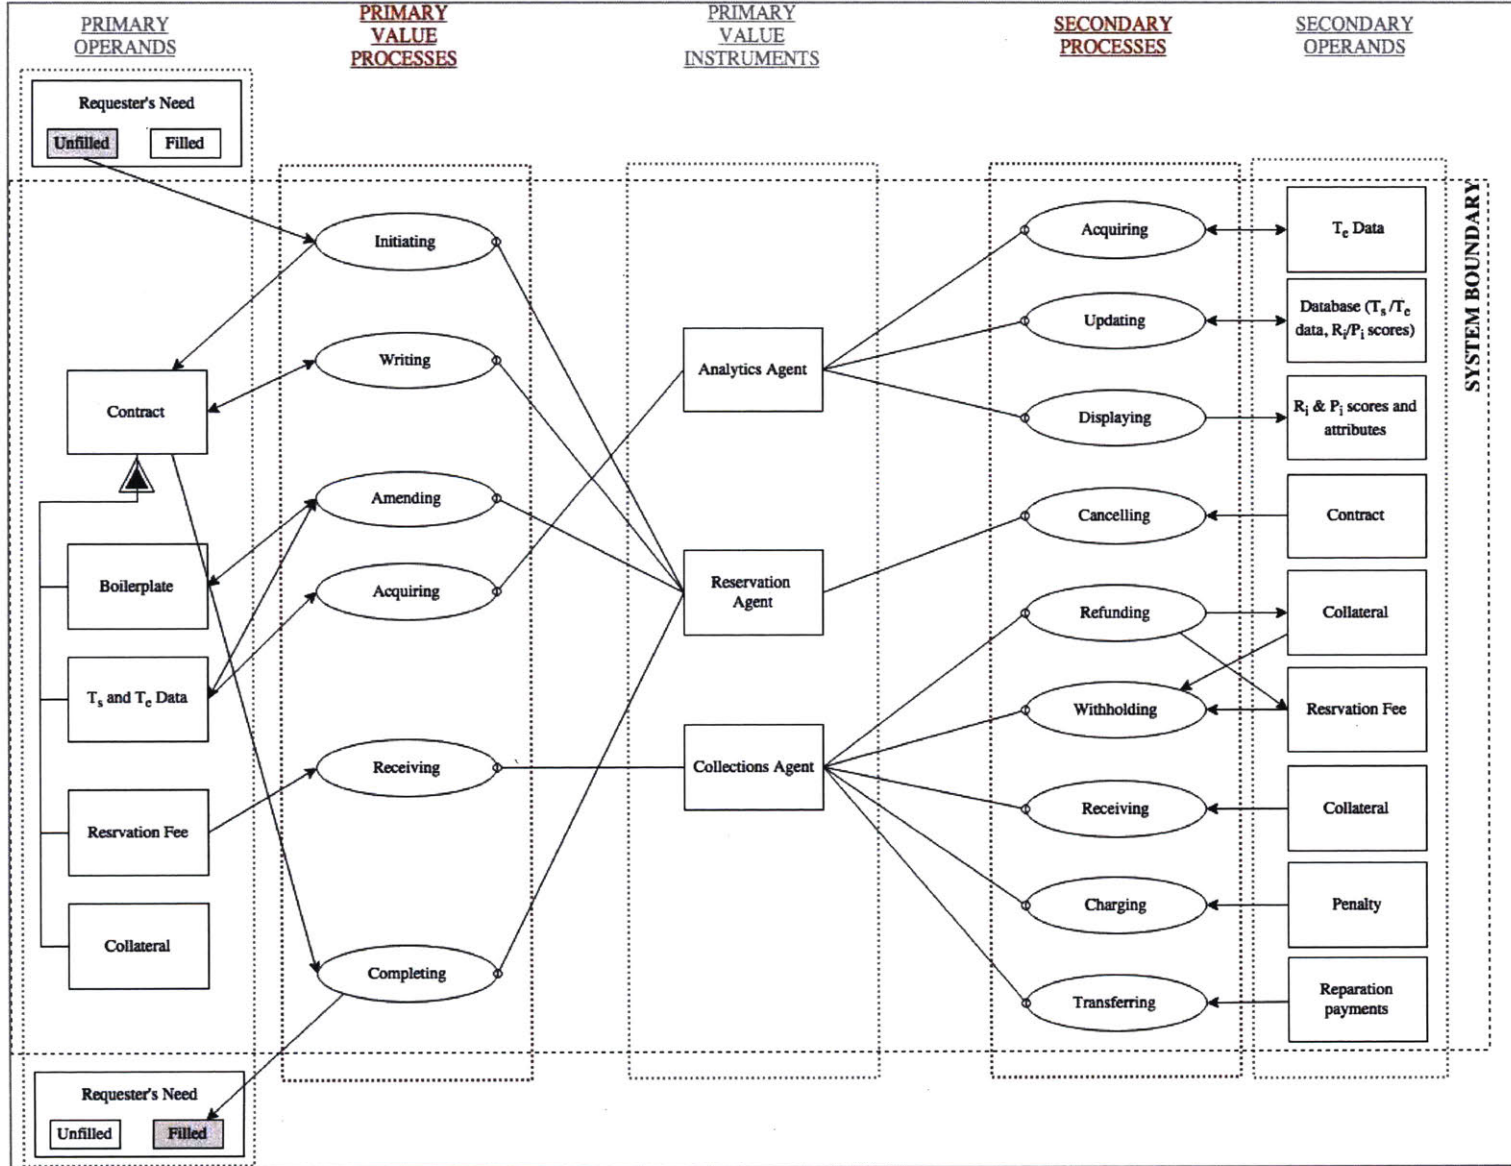 PRIMARY
OPERANDS
PRIMARY
VALUE
PROCESSES
PRIMARY
VALUE
INSTRUMENTS
SECONDARY
PROCESSES
SECONDARY
OPERANDS
Requester's Need
Unfilled
Filled
Contract
Boilerplate
Ts and Te Data
Resrvation Fee
Collateral
Requester's Need
Unfilled
Filled
Initiating
Writing
Amending
Acquiring
Receiving
Completing
Analytics Agent
Reservation
Agent
Collections Agent
Acquiring
Updating
Displaying
Cancelling
Refunding
Withholding
Receiving
Charging
Transferring
Te Data
Database (Ts /Te
data, Ri/Pi scores)
Ri & Pi scores and
attributes
Contract
Collateral
Resrvation Fee
Collateral
Penalty
Reparation
payments
SYSTEM BOUNDARY